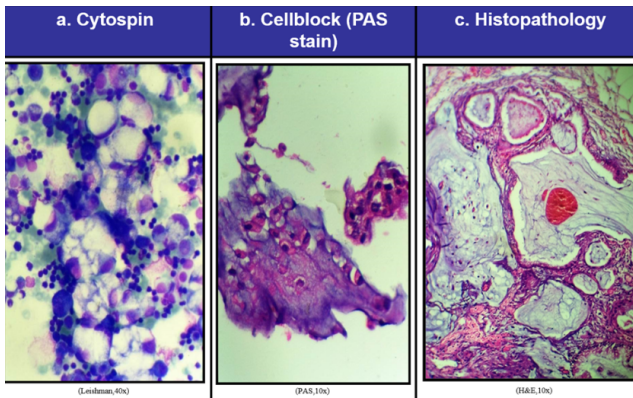 a. Cytospin
b. Cellblock (PAS
stain)
c. Histopathology
(Leishman,40x)
(PAS,10x)
(H&E,10x)